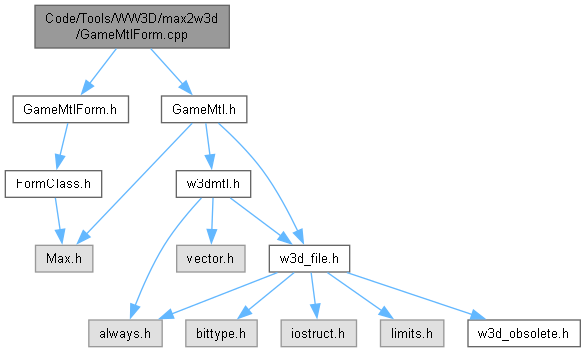 Code/Tools/WW3D/max2w3d
/GameMtlForm.cpp
GameMtlForm.h
GameMtl.h
FormClass.h
w3dmtl.h
Max.h
vector.h
w3d_file.h
always.h
bittype.h
iostruct.h
limits.h
w3d_obsolete.h